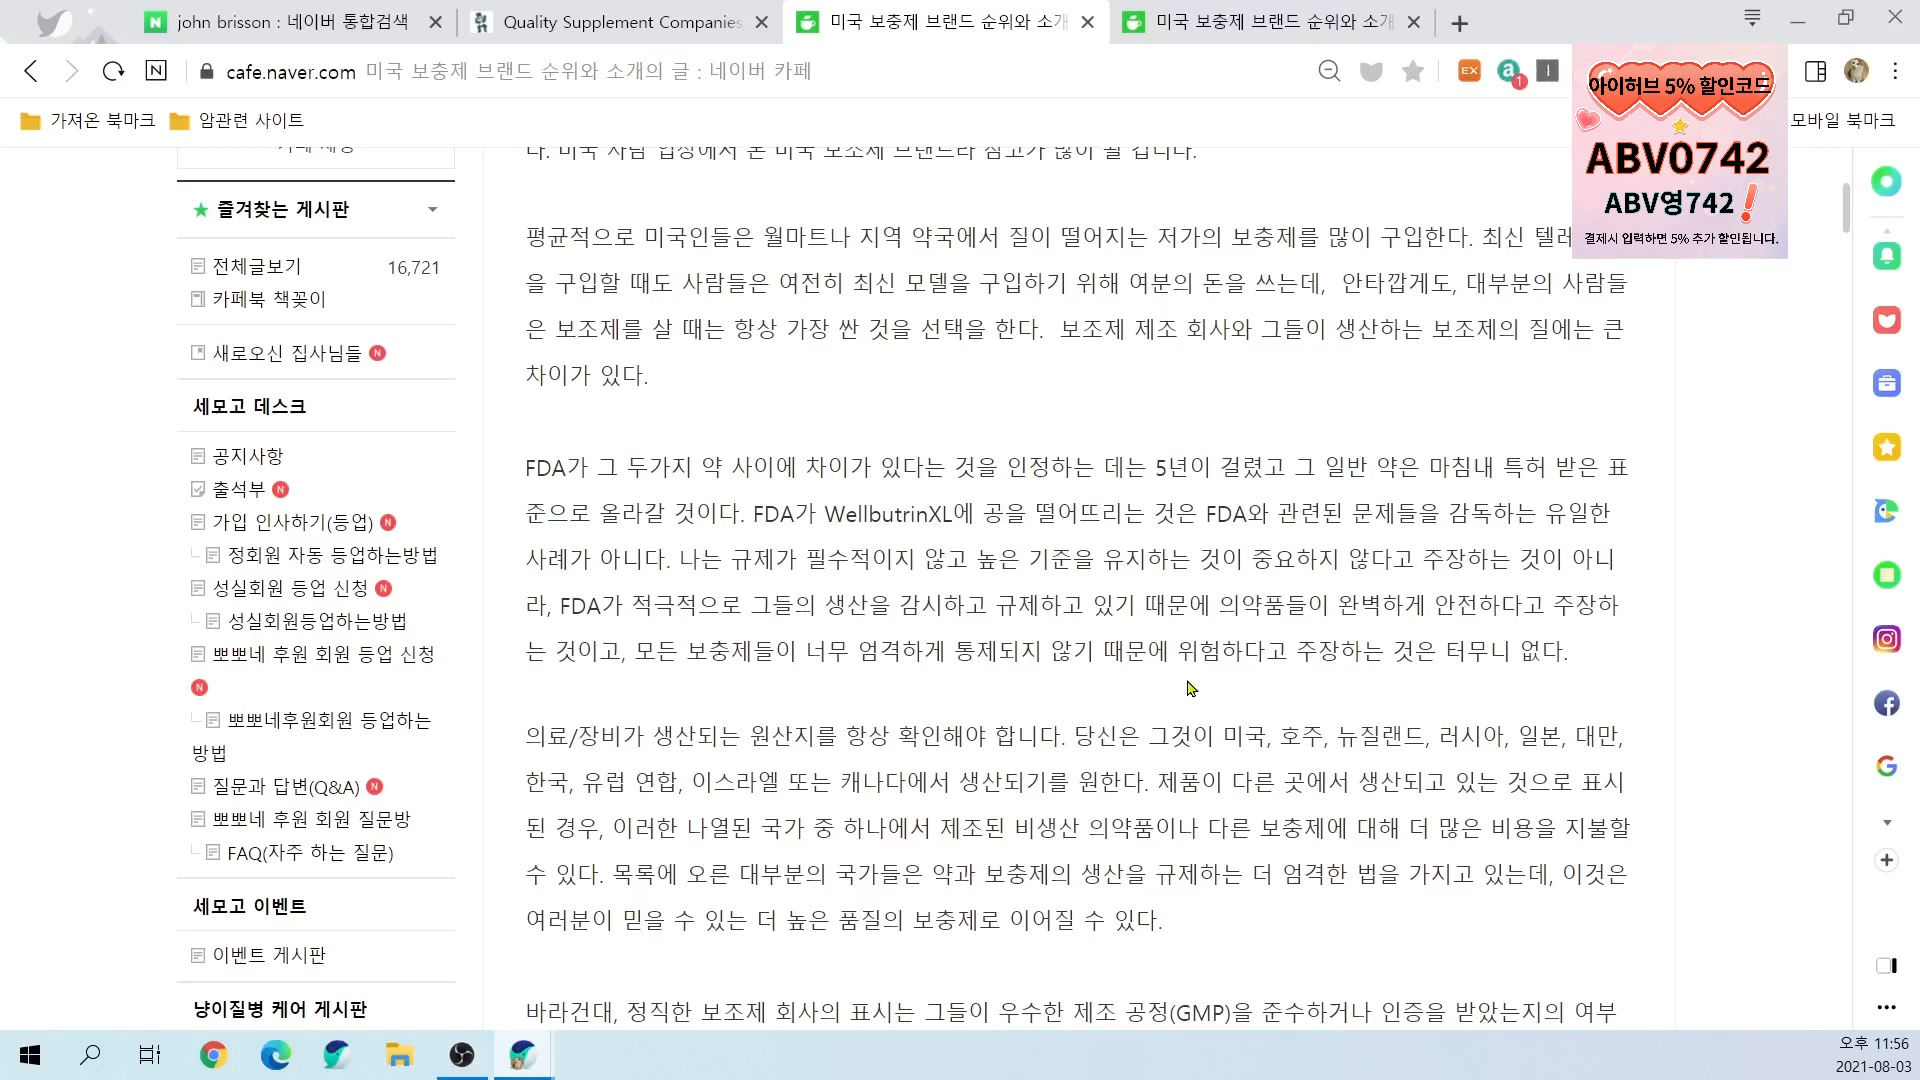 john brisson : 네이버 통합검색
Quality Supplement Companies
미국 보충제 브랜드 순위와 소개
미국 보충제 브랜드 순위와 소개
cafe.naver.com 미국 보충제 브랜드 순위와 소개의 글 : 네이버 카페
EX
1
가져온 북마크
암관련 사이트
모바일 북마크
아이허브 5% 할인코드
ABV0742
ABV영742
결제시 입력하면 5% 추가 할인됩니다.
즐겨찾는 게시판
전체글보기 16,721
카페북 책꽂이
새로오신 집사님들 N
세모고 데스크
공지사항
출석부 N
가입 인사하기(등업) N
정회원 자동 등업하는방법
성실회원 등업 신청 N
성실회원등업하는방법
뽀뽀네 후원 회원 등업 신청
N
뽀뽀네후원회원 등업하는
방법
질문과 답변(Q&A) N
뽀뽀네 후원 회원 질문방
FAQ(자주 하는 질문)
세모고 이벤트
이벤트 게시판
냥이질병 케어 게시판
다. 미국 사람 입장에서 본 미국 보조제 브랜드라 참고가 많이 될 겁니다.
평균적으로 미국인들은 월마트나 지역 약국에서 질이 떨어지는 저가의 보충제를 많이 구입한다. 최신 텔레
을 구입할 때도 사람들은 여전히 최신 모델을 구입하기 위해 여분의 돈을 쓰는데, 안타깝게도, 대부분의 사람들
은 보조제를 살 때는 항상 가장 싼 것을 선택을 한다. 보조제 제조 회사와 그들이 생산하는 보조제의 질에는 큰
차이가 있다.
FDA가 그 두가지 약 사이에 차이가 있다는 것을 인정하는 데는 5년이 걸렸고 그 일반 약은 마침내 특허 받은 표
준으로 올라갈 것이다. FDA가 WellbutrinXL에 공을 떨어뜨리는 것은 FDA와 관련된 문제들을 감독하는 유일한
사례가 아니다. 나는 규제가 필수적이지 않고 높은 기준을 유지하는 것이 중요하지 않다고 주장하는 것이 아니
라, FDA가 적극적으로 그들의 생산을 감시하고 규제하고 있기 때문에 의약품들이 완벽하게 안전하다고 주장하
는 것이고, 모든 보충제들이 너무 엄격하게 통제되지 않기 때문에 위험하다고 주장하는 것은 터무니 없다.
의료/장비가 생산되는 원산지를 항상 확인해야 합니다. 당신은 그것이 미국, 호주, 뉴질랜드, 러시아, 일본, 대만,
한국, 유럽 연합, 이스라엘 또는 캐나다에서 생산되기를 원한다. 제품이 다른 곳에서 생산되고 있는 것으로 표시
된 경우, 이러한 나열된 국가 중 하나에서 제조된 비생산 의약품이나 다른 보충제에 대해 더 많은 비용을 지불할
수 있다. 목록에 오른 대부분의 국가들은 약과 보충제의 생산을 규제하는 더 엄격한 법을 가지고 있는데, 이것은
여러분이 믿을 수 있는 더 높은 품질의 보충제로 이어질 수 있다.
바라건대, 정직한 보조제 회사의 표시는 그들이 우수한 제조 공정(GMP)을 준수하거나 인증을 받았는지의 여부
오후 11:56
2021-08-03